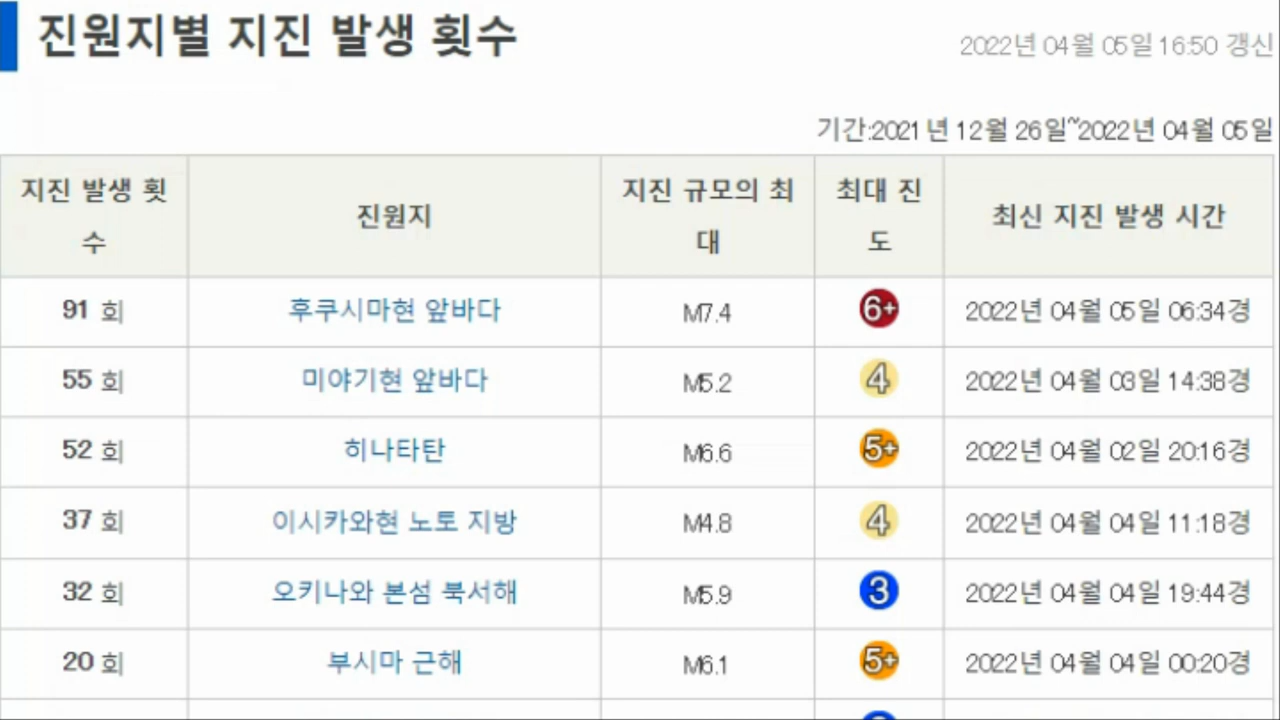 진원지별 지진 발생 횟수
2022년 04월 05일 16:50 갱신
기간:2021년 12월 26일~2022년 04월 05일
지진 발생 횟수 진원지 지진 규모의 최대 최대 진도 최신 지진 발생 시간
91 회 후쿠시마현 앞바다 M7.4 6+ 2022년 04월 05일 06:34경
55 회 미야기현 앞바다 M5.2 4 2022년 04월 03일 14:38경
52 회 히나타탄 M6.6 5+ 2022년 04월 02일 20:16경
37 회 이시카와현 노토 지방 M4.8 4 2022년 04월 04일 11:18경
32 회 오키나와 본섬 북서해 M5.9 3 2022년 04월 04일 19:44경
20 회 부시마 근해 M6.1 5+ 2022년 04월 04일 00:20경